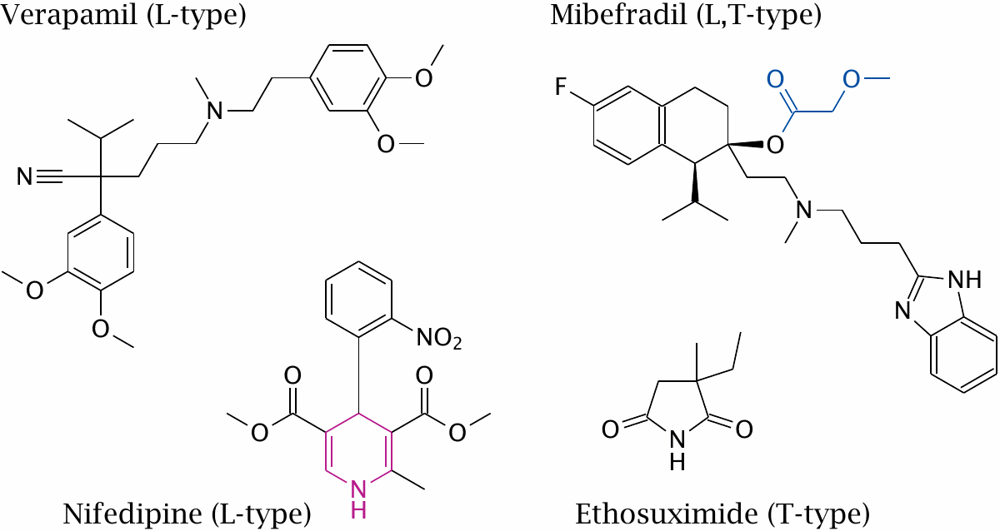 Verapamil (L-type)
Mibefradil (L,T-type)
O
N
O
N
O
O
O
F
O
N
O
O
N
NH
N
NO₂
O
O
O
O
N
H
O
O
N
H
Nifedipine (L-type)
Ethosuximide (T-type)